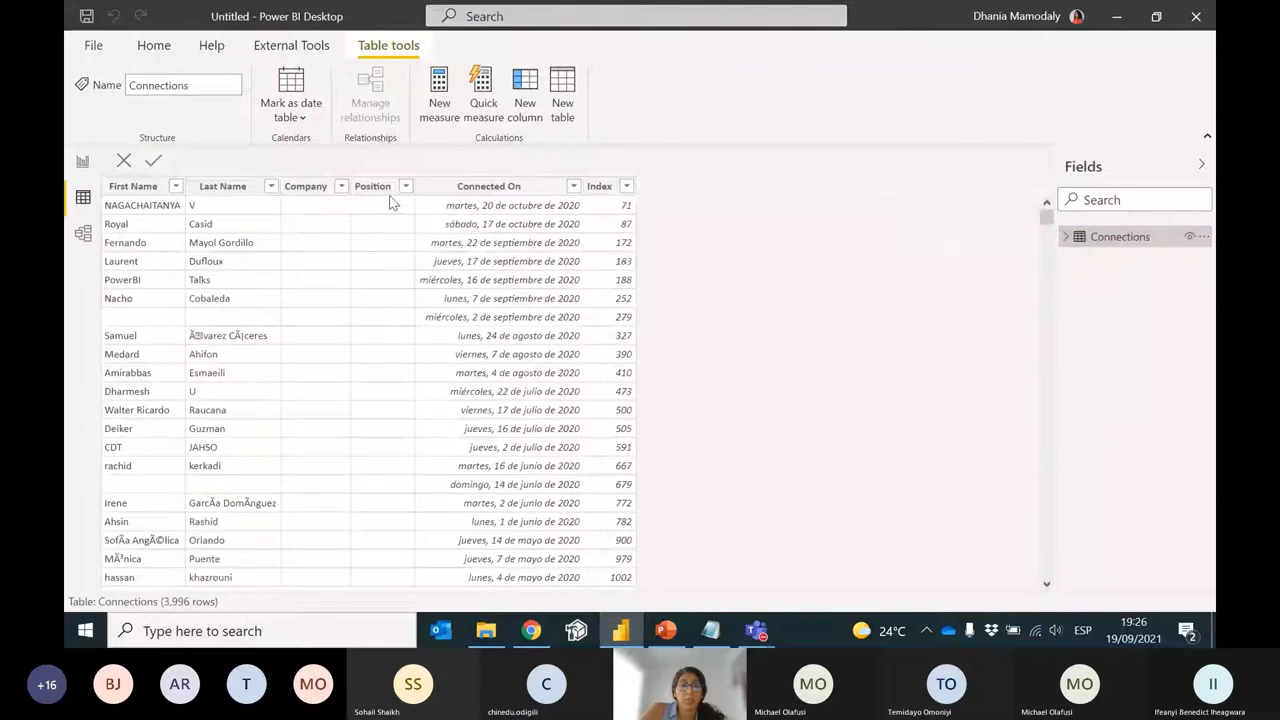 Untitled - Power BI Desktop
Search
Dhania Mamodaly
File
Home
Help
External Tools
Table tools
Name
Connections
Mark as date table
Manage relationships
New measure
Quick measure
New column
New table
Structure
Calendars
Relationships
Calculations
Fields
Search
Connections
First Name Last Name Company Position Connected On Index
NAGACHAITANYA V martes, 20 de octubre de 2020 71
Royal Casid sábado, 17 de octubre de 2020 87
Fernando Mayol Gordillo martes, 22 de septiembre de 2020 172
Laurent Dufloux jueves, 17 de septiembre de 2020 183
PowerBI Talks miércoles, 16 de septiembre de 2020 188
Nacho Cobaleda lunes, 7 de septiembre de 2020 252
miércoles, 2 de septiembre de 2020 279
Samuel lunes, 24 de agosto de 2020 327
Medard Ahifon viernes, 7 de agosto de 2020 390
Amirabbas Esmaeili martes, 4 de agosto de 2020 410
Dharmesh U miércoles, 22 de julio de 2020 473
Walter Ricardo Raucana viernes, 17 de julio de 2020 500
Deiker Guzman jueves, 16 de julio de 2020 505
CDT JAHSO jueves, 2 de julio de 2020 591
rachid kerkadi martes, 16 de junio de 2020 667
domingo, 14 de junio de 2020 679
Irene GarcÃ­a DomÃ­nguez martes, 2 de junio de 2020 772
Ahsin Rashid lunes, 1 de junio de 2020 782
SofÃ­a AngÃ©lica Orlando jueves, 14 de mayo de 2020 900
MÃ³nica Puente jueves, 7 de mayo de 2020 979
hassan khazrouni lunes, 4 de mayo de 2020 1002
Table: Connections (3,996 rows)
Type here to search
24°C
ESP
19:26
19/09/2021
2
+16
BJ
AR
T
MO
SS
C
MO
TO
MO
II
Sohail Shaikh
chinedu.odigili
Michael Olafusi
Temidayo Omoniyi
Michael Olafusi
Ifeanyi Benedict Iheagwara